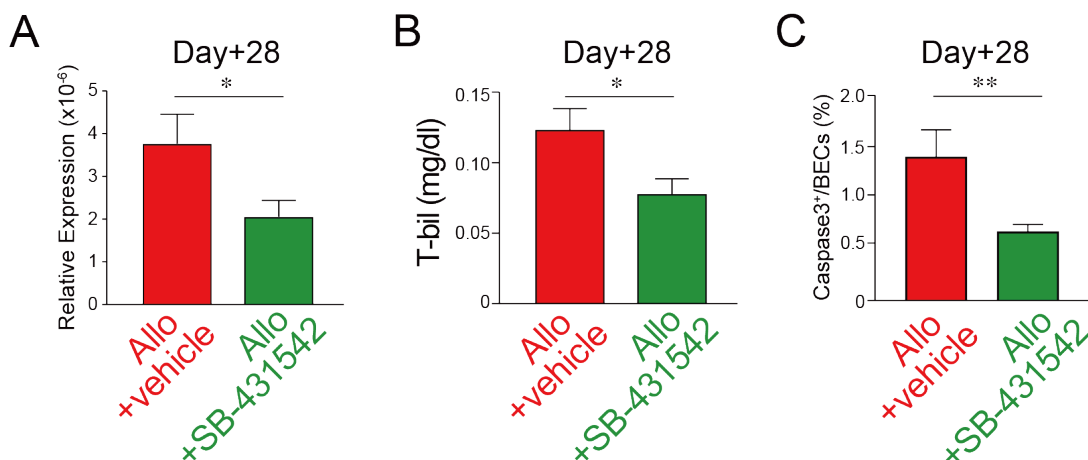 A
Day+28
*
Relative Expression (x10⁻⁶)
5
4
3
2
1
0
Allo
+vehicle
Allo
+SB-431542
B
Day+28
*
T-bil (mg/dl)
0.15
0.10
0.05
0
Allo
+vehicle
Allo
+SB-431542
C
Day+28
**
Caspase3⁺/BECs (%)
2.0
1.5
1.0
0.5
0
Allo
+vehicle
Allo
+SB-431542